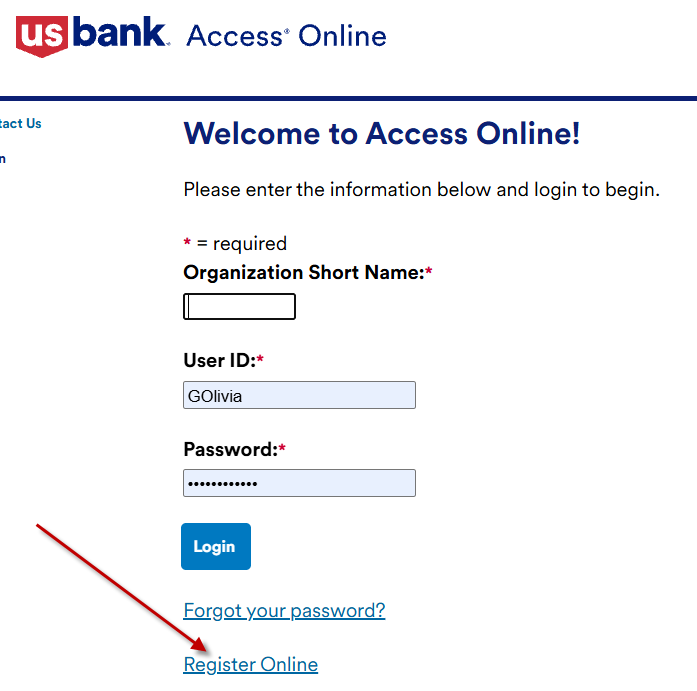 usbank. Access® Online
tact Us
n
Welcome to Access Online!
Please enter the information below and login to begin.
* = required
Organization Short Name:*
User ID:*
GOlivia
Password:*
••••••••••••
Login
Forgot your password?
Register Online